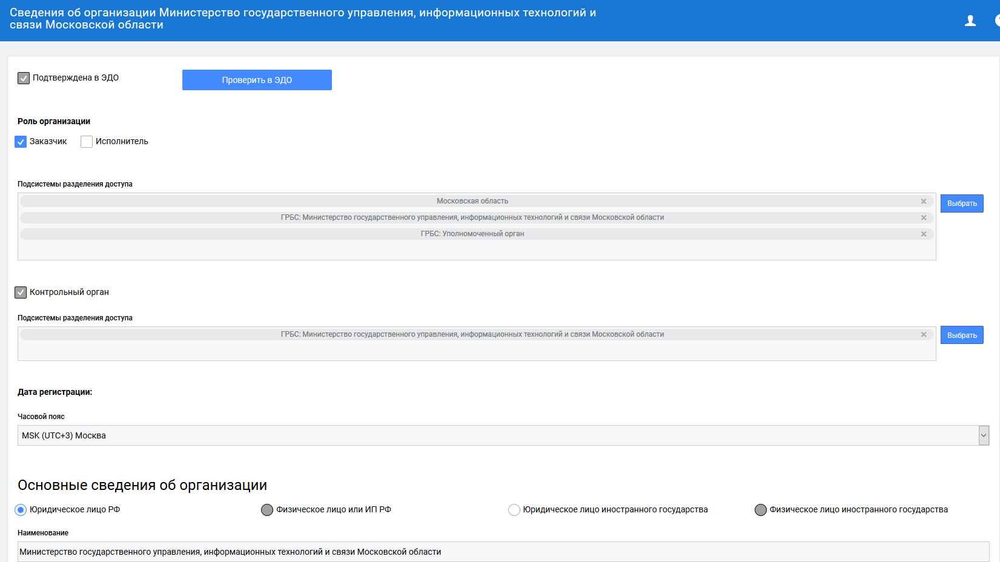 Сведения об организации Министерство государственного управления, информационных технологий и
связи Московской области
Подтверждена в ЭДО
Проверить в ЭДО
Роль организации
Заказчик
Исполнитель
Подсистемы разделения доступа
Московская область
ГРБС: Министерство государственного управления, информационных технологий и связи Московской области
ГРБС: Уполномоченный орган
Выбрать
Контрольный орган
Подсистемы разделения доступа
ГРБС: Министерство государственного управления, информационных технологий и связи Московской области
Выбрать
Дата регистрации:
Часовой пояс
MSK (UTC+3) Москва
Основные сведения об организации
Юридическое лицо РФ
Физическое лицо или ИП РФ
Юридическое лицо иностранного государства
Физическое лицо иностранного государства
Наименование
Министерство государственного управления, информационных технологий и связи Московской области